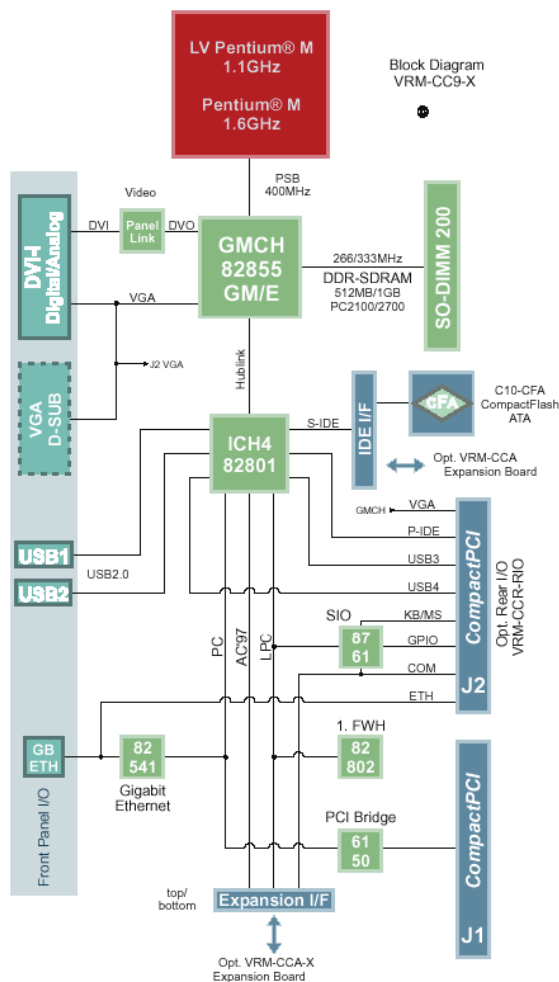 LV Pentium® M
1.1GHz
Pentium® M
1.6GHz
Block Diagram
VRM-CC9-X
PSB
400MHz
Video
DVI-I
Digital/Analog
DVI
Panel
Link
DVO
GMCH
82855
GM/E
266/333MHz
DDR-SDRAM
512MB/1GB
PC2100/2700
SO-DIMM 200
VGA
J2 VGA
Hublink
VGA
D-SUB
S-IDE
IDE I/F
CFA
C10-CFA
CompactFlash
ATA
ICH4
82801
Opt. VRM-CCA
Expansion Board
GMCH
VGA
P-IDE
USB1
USB2.0
USB2
USB3
USB4
KB/MS
SIO
87
61
GPIO
COM
ETH
CompactPCI
J2
Opt. Rear I/O
VRM-CCR-RIO
PC
AC'97
LPC
GB
ETH
82
541
Gigabit
Ethernet
1. FWH
82
802
PCI Bridge
61
50
CompactPCI
J1
Front Panel I/O
top/
bottom
Expansion I/F
Opt. VRM-CCA-X
Expansion Board